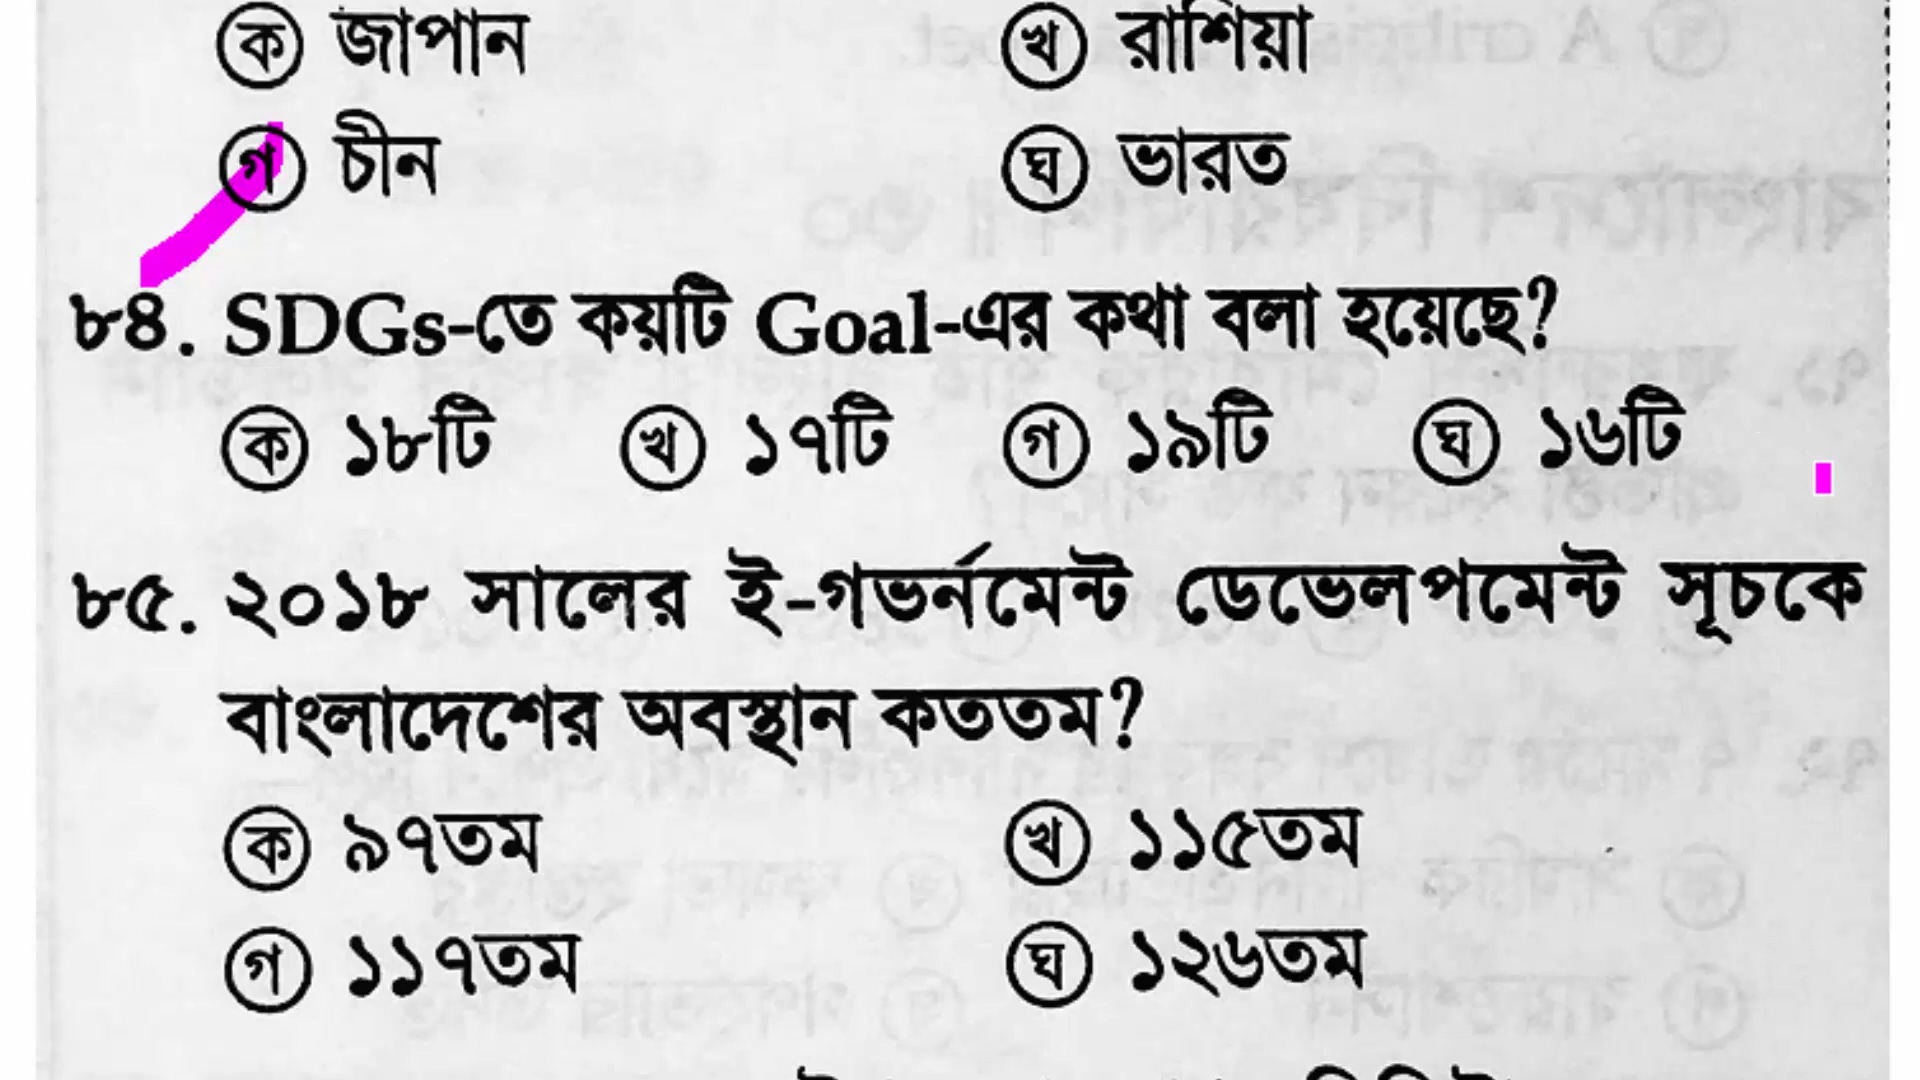 ক জাপান খ রাশিয়া
গ চীন ঘ ভারত
৮৪. SDGs-তে কয়টি Goal-এর কথা বলা হয়েছে?
ক ১৮টি খ ১৭টি গ ১৯টি ঘ ১৬টি
৮৫. ২০১৮ সালের ই-গভর্নমেন্ট ডেভেলপমেন্ট সূচকে
বাংলাদেশের অবস্থান কততম?
ক ৯৭তম খ ১১৫তম
গ ১১৭তম ঘ ১২৬তম